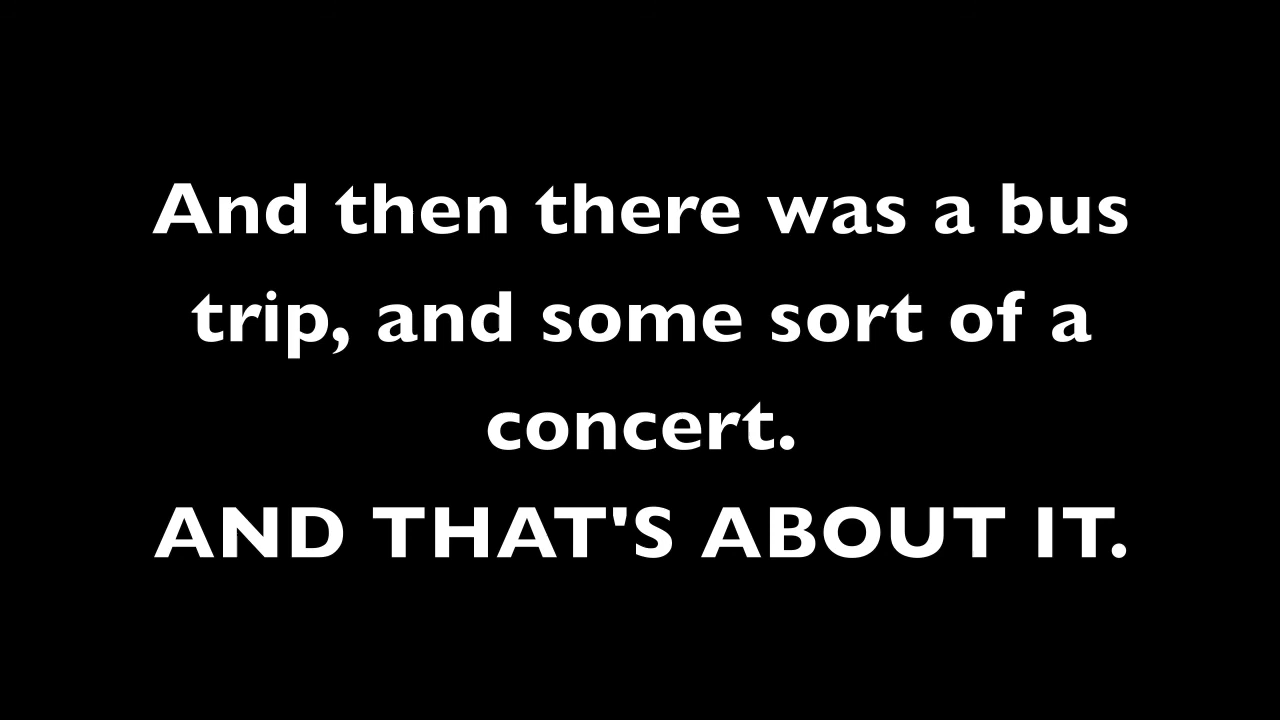 And then there was a bus
trip, and some sort of a
concert.
AND THAT'S ABOUT IT.